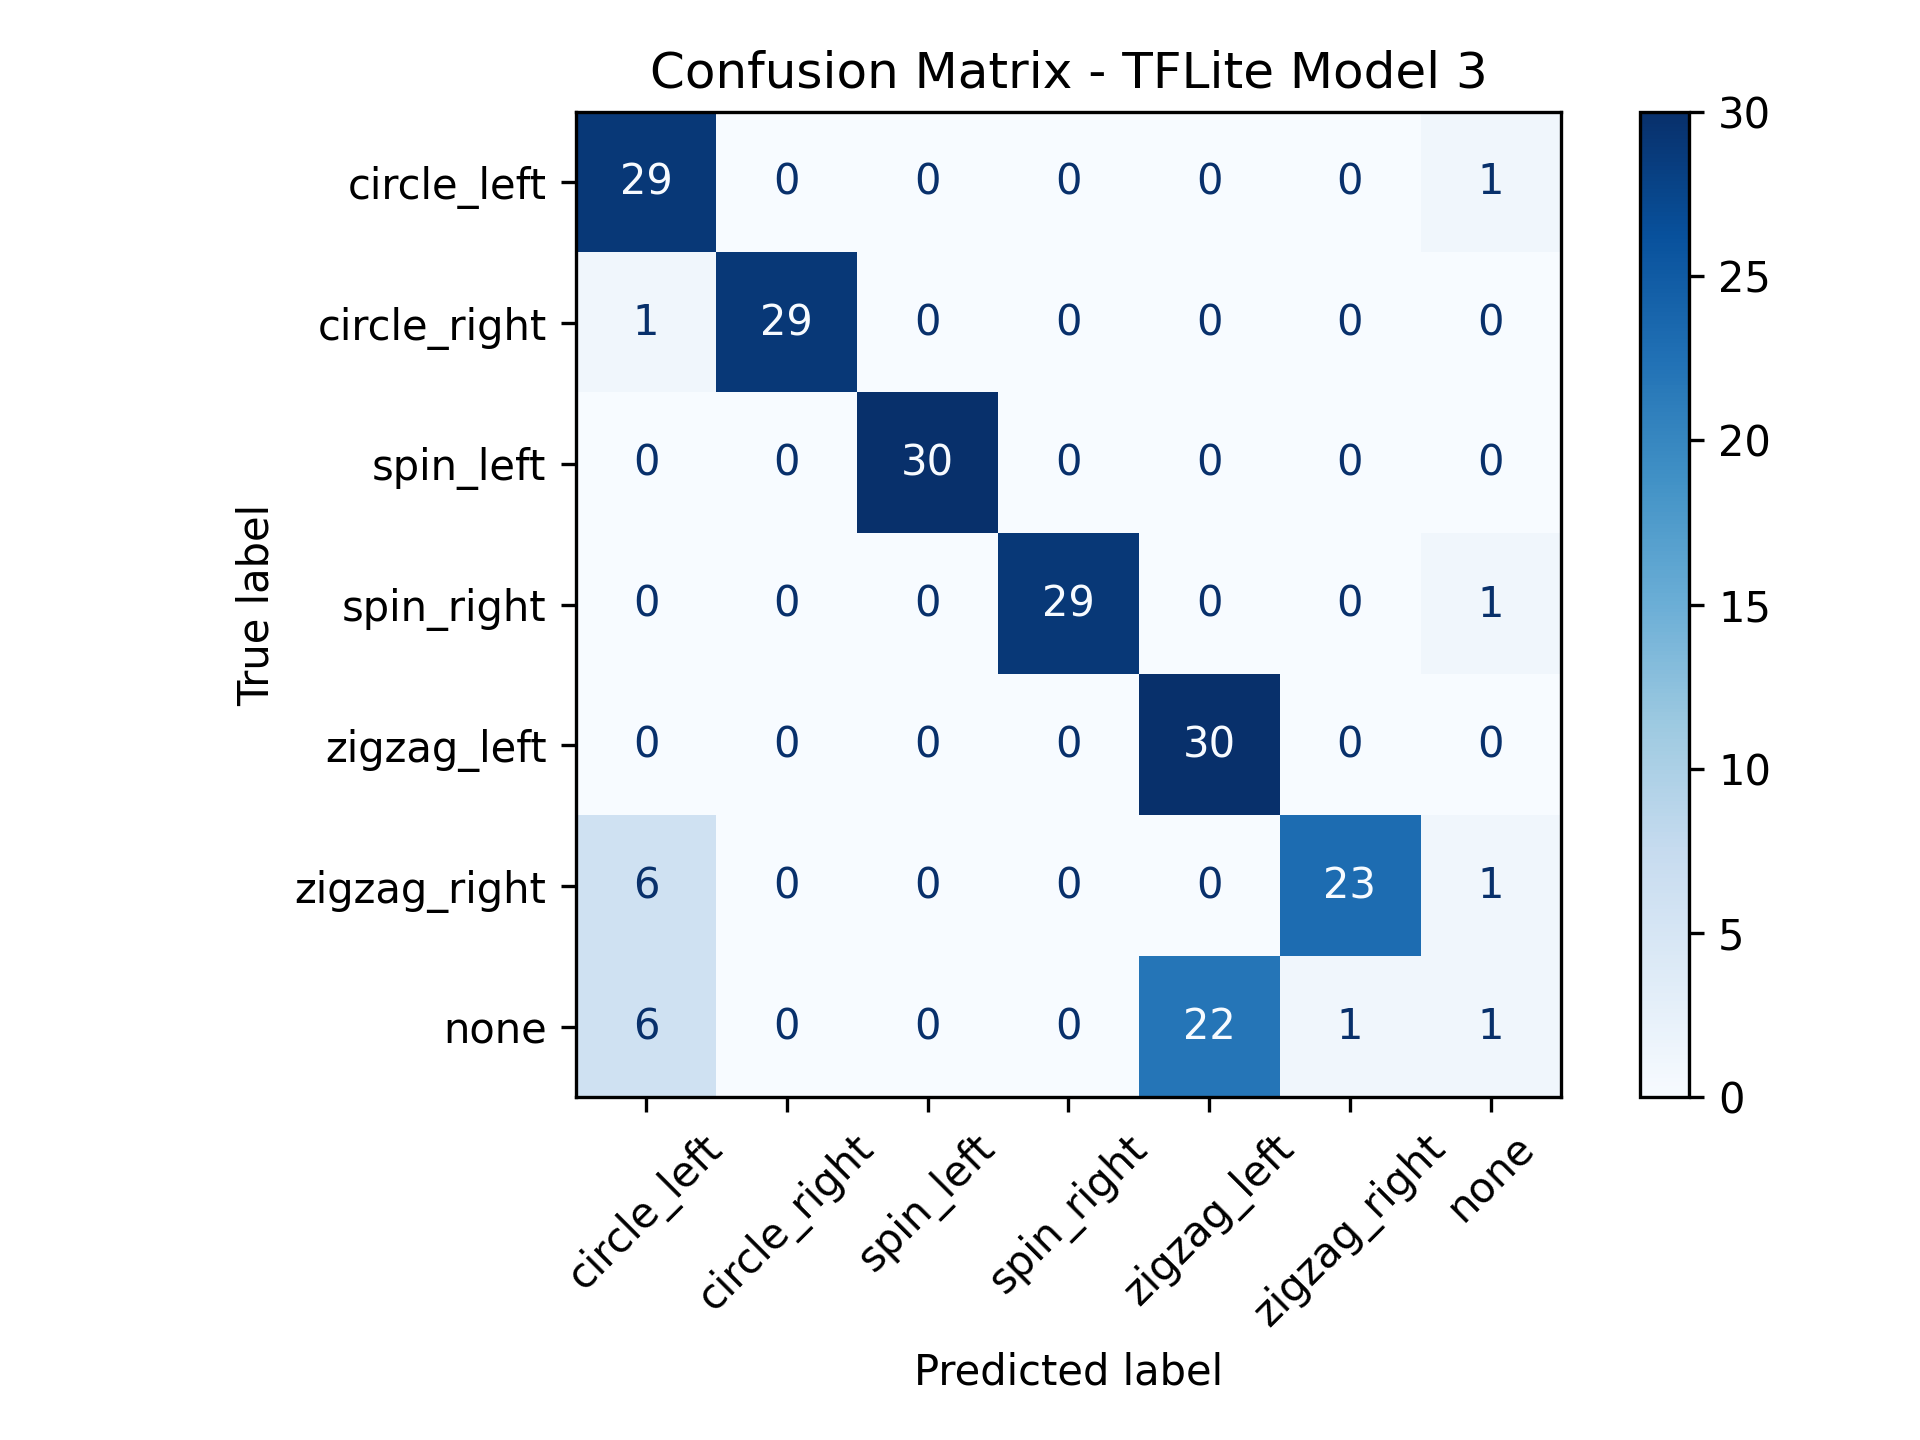 Confusion Matrix - TFLite Model 3
True label
circle_left 29 0 0 0 0 0 1
circle_right 1 29 0 0 0 0 0
spin_left 0 0 30 0 0 0 0
spin_right 0 0 0 29 0 0 1
zigzag_left 0 0 0 0 30 0 0
zigzag_right 6 0 0 0 0 23 1
none 6 0 0 0 22 1 1
circle_left
circle_right
spin_left
spin_right
zigzag_left
zigzag_right
none
Predicted label
30
25
20
15
10
5
0